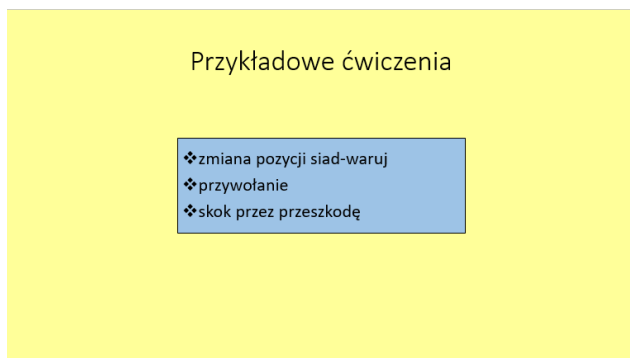 Przykładowe ćwiczenia
❖zmiana pozycji siad-waruj
❖przywołanie
❖skok przez przeszkodę